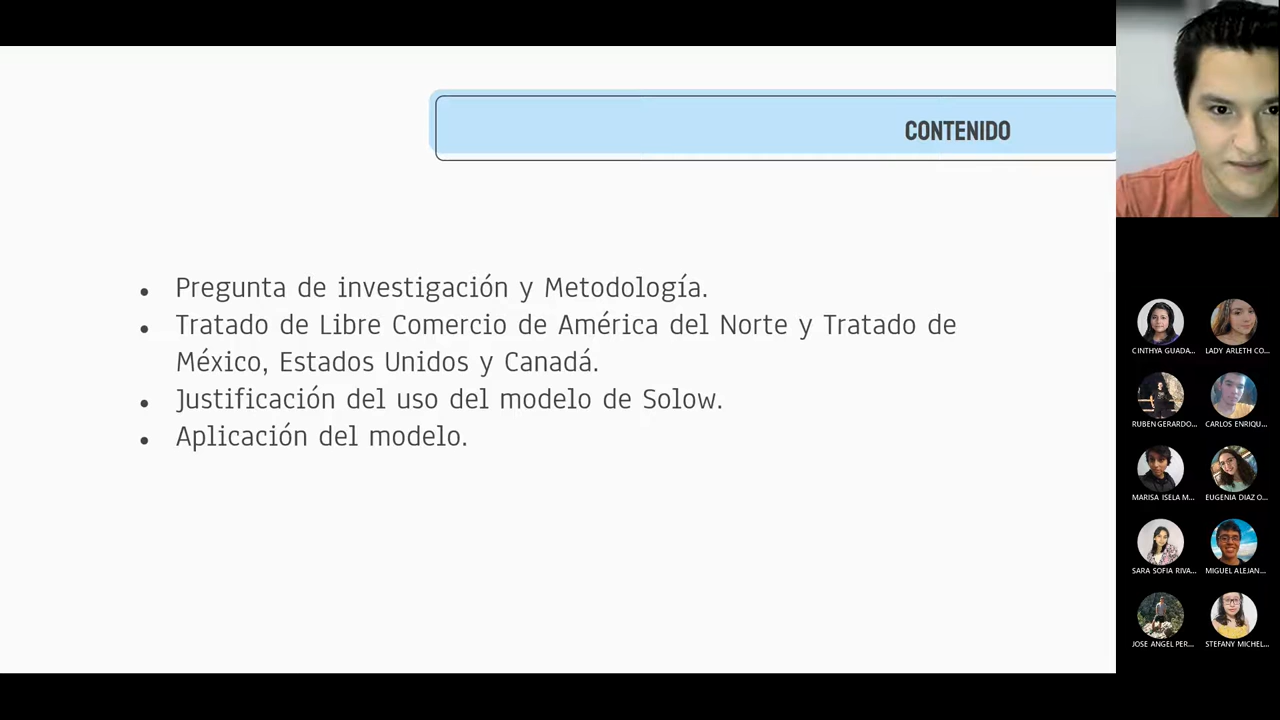 CONTENIDO
• Pregunta de investigación y Metodología.
• Tratado de Libre Comercio de América del Norte y Tratado de
México, Estados Unidos y Canadá.
• Justificación del uso del modelo de Solow.
• Aplicación del modelo.
CINTHYA GUADA...
LADY ARLETH CO...
RUBEN GERARDO...
CARLOS ENRIQU...
MARISA ISELA M...
EUGENIA DIAZ O...
SARA SOFIA RIVA...
MIGUEL ALEJAN...
JOSE ANGEL PER...
STEFANY MICHEL...